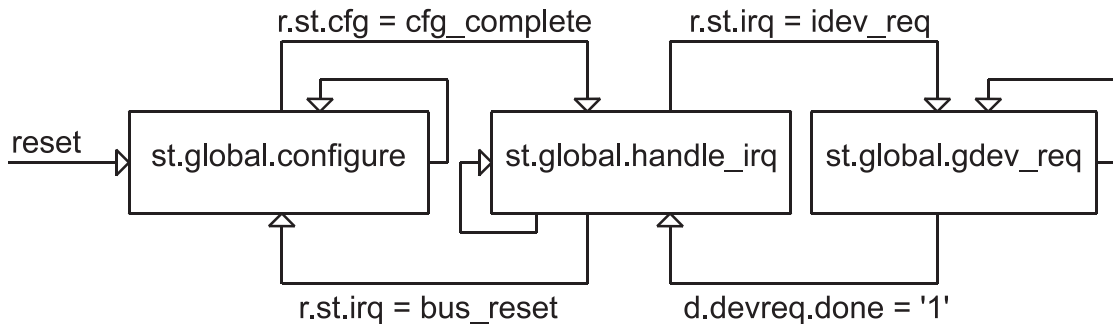 r.st.cfg = cfg_complete
r.st.irq = idev_req
reset
st.global.configure
st.global.handle_irq
st.global.gdev_req
r.st.irq = bus_reset
d.devreq.done = '1'